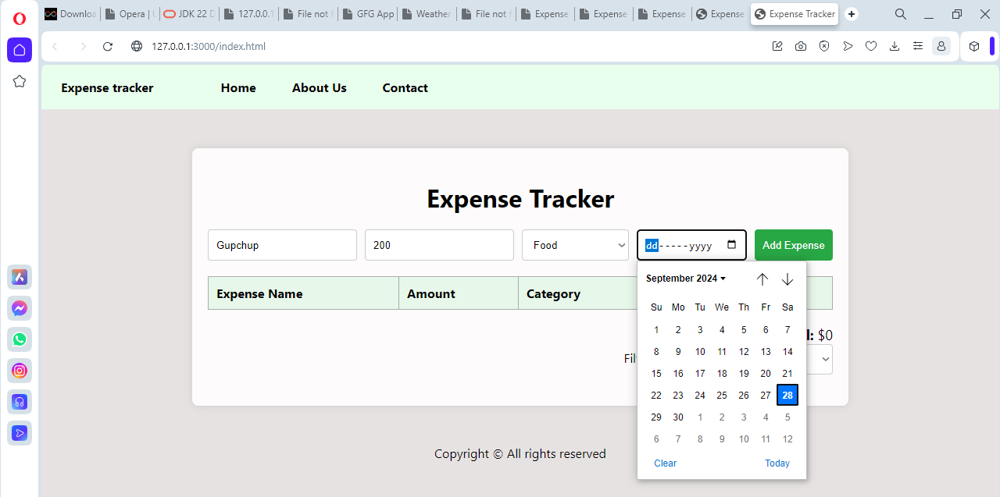 Downloa Opera | JDK 22 D 127.0.0.1 File not f GFG App Weather File not f Expense Expense Expense Expense Expense Tracker
127.0.0.1:3000/index.html
Expense tracker Home About Us Contact
Expense Tracker
Gupchup 200 Food dd-----yyyy Add Expense
Expense Name Amount Category
September 2024
Su Mo Tu We Th Fr Sa
1 2 3 4 5 6 7
$0
8 9 10 11 12 13 14
15 16 17 18 19 20 21
22 23 24 25 26 27 28
29 30 1 2 3 4 5
6 7 8 9 10 11 12
Clear Today
Copyright © All rights reserved